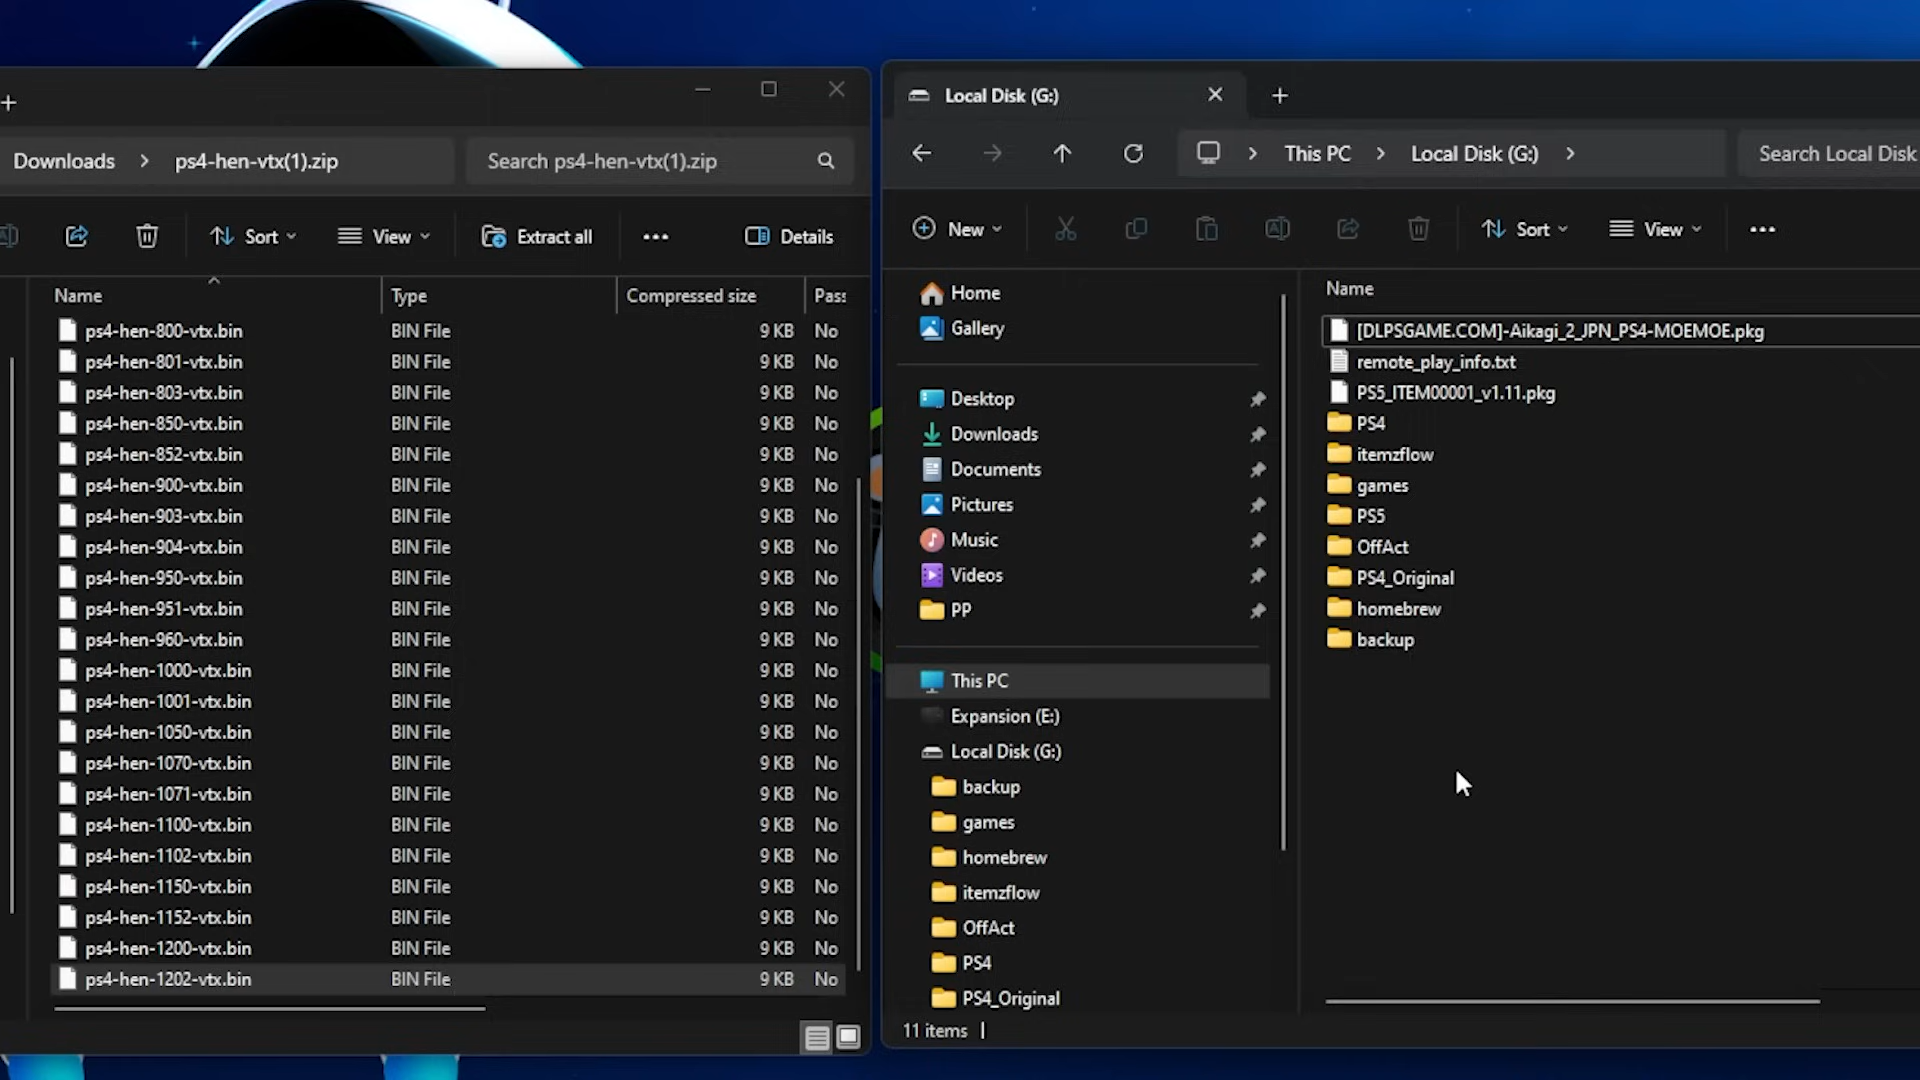 Downloads > ps4-hen-vtx(1).zip
Search ps4-hen-vtx(1).zip
Sort
View
Extract all
Details
Name Type Compressed size Pass
ps4-hen-800-vtx.bin BIN File 9 KB No
ps4-hen-801-vtx.bin BIN File 9 KB No
ps4-hen-803-vtx.bin BIN File 9 KB No
ps4-hen-850-vtx.bin BIN File 9 KB No
ps4-hen-852-vtx.bin BIN File 9 KB No
ps4-hen-900-vtx.bin BIN File 9 KB No
ps4-hen-903-vtx.bin BIN File 9 KB No
ps4-hen-904-vtx.bin BIN File 9 KB No
ps4-hen-950-vtx.bin BIN File 9 KB No
ps4-hen-951-vtx.bin BIN File 9 KB No
ps4-hen-960-vtx.bin BIN File 9 KB No
ps4-hen-1000-vtx.bin BIN File 9 KB No
ps4-hen-1001-vtx.bin BIN File 9 KB No
ps4-hen-1050-vtx.bin BIN File 9 KB No
ps4-hen-1070-vtx.bin BIN File 9 KB No
ps4-hen-1071-vtx.bin BIN File 9 KB No
ps4-hen-1100-vtx.bin BIN File 9 KB No
ps4-hen-1102-vtx.bin BIN File 9 KB No
ps4-hen-1150-vtx.bin BIN File 9 KB No
ps4-hen-1152-vtx.bin BIN File 9 KB No
ps4-hen-1200-vtx.bin BIN File 9 KB No
ps4-hen-1202-vtx.bin BIN File 9 KB No
Local Disk (G:)
This PC > Local Disk (G:) >
Search Local Disk
New
Sort
View
Home
Gallery
Desktop
Downloads
Documents
Pictures
Music
Videos
PP
This PC
Expansion (E:)
Local Disk (G:)
backup
games
homebrew
itemzflow
OffAct
PS4
PS4_Original
Name
[DLPSGAME.COM]-Aikagi_2_JPN_PS4-MOEMOE.pkg
remote_play_info.txt
PS5_ITEM00001_v1.11.pkg
PS4
itemzflow
games
PS5
OffAct
PS4_Original
homebrew
backup
11 items